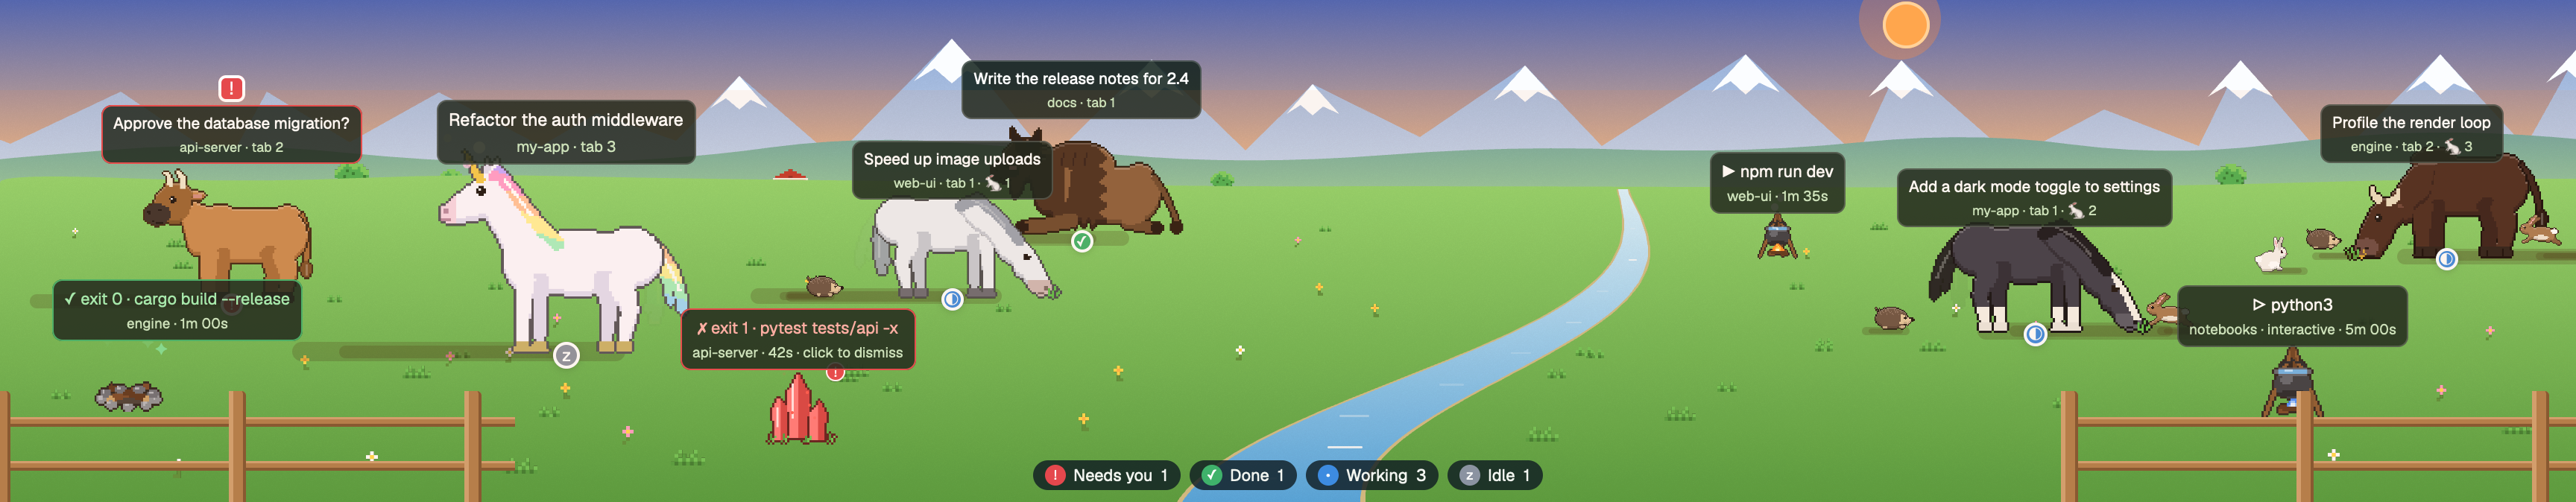 !
Approve the database migration?
api-server · tab 2
Refactor the auth middleware
my-app · tab 3
Write the release notes for 2.4
docs · tab 1
Speed up image uploads
web-ui · tab 1 · 🐇 1
▶ npm run dev
web-ui · 1m 35s
Add a dark mode toggle to settings
my-app · tab 1 · 🐇 2
Profile the render loop
engine · tab 2 · 🐇 3
✓ exit 0 · cargo build --release
engine · 1m 00s
z
✗ exit 1 · pytest tests/api -x
api-server · 42s · click to dismiss
!
▷ python3
notebooks · interactive · 5m 00s
! Needs you 1
✓ Done 1
Working 3
z Idle 1